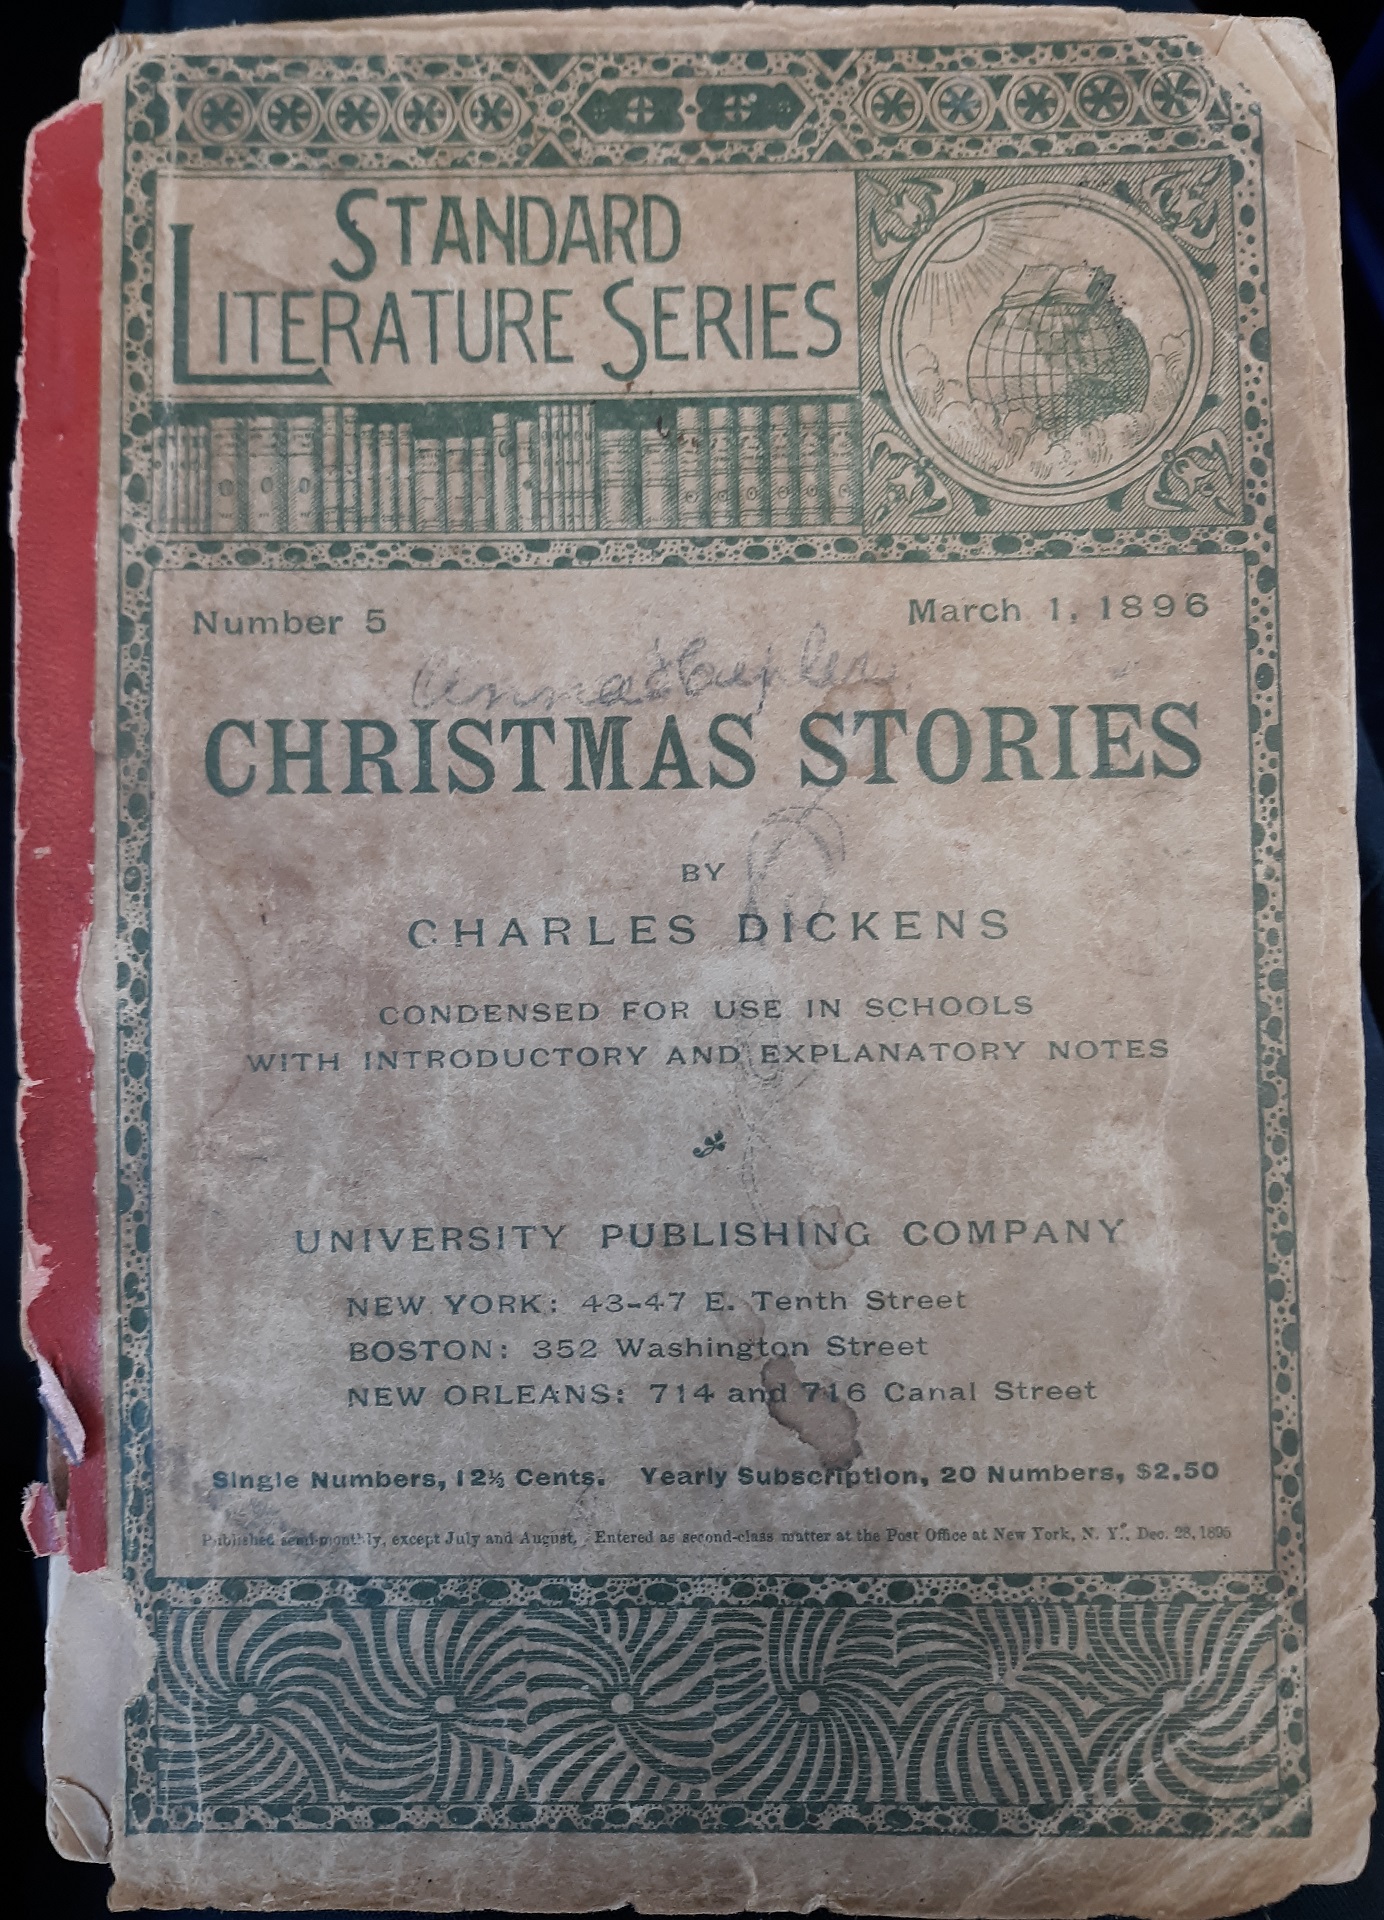 STANDARD
LITERATURE SERIES
Number 5 March 1, 1896
Anna
CHRISTMAS STORIES
BY
CHARLES DICKENS
CONDENSED FOR USE IN SCHOOLS
WITH INTRODUCTORY AND EXPLANATORY NOTES
UNIVERSITY PUBLISHING COMPANY
NEW YORK: 43-47 E. Tenth Street
BOSTON: 352 Washington Street
NEW ORLEANS: 714 and 716 Canal Street
Single Numbers, 12½ Cents. Yearly Subscription, 20 Numbers, $2.50
Published semi-monthly, except July and August. Entered as second-class matter at the Post Office at New York, N. Y., Dec. 28, 1895